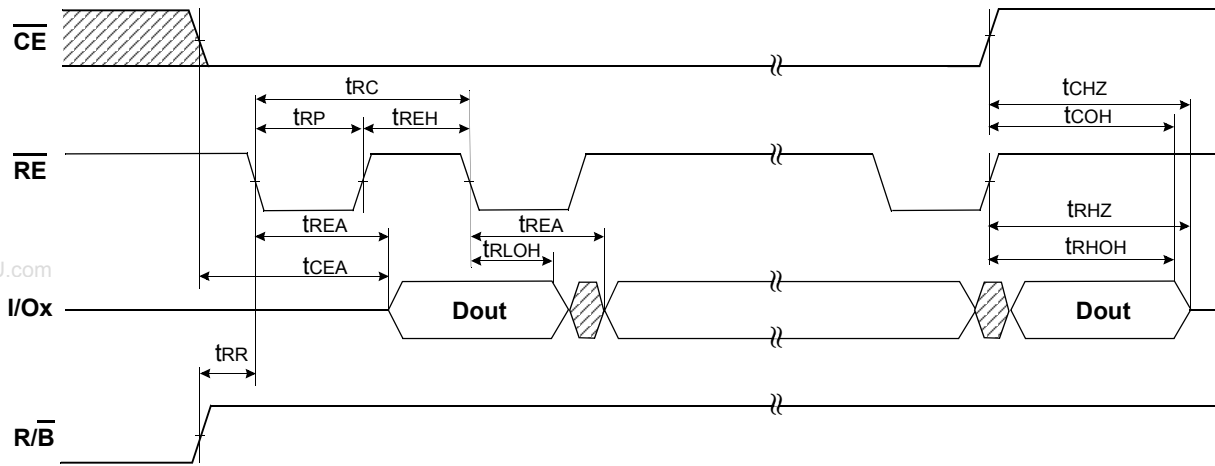 CE
tRC
tCHZ
tRP
tREH
tCOH
RE
tREA
tREA
tRHZ
tCEA
tRLOH
tRHOH
.com
I/Ox
Dout
Dout
tRR
R/B